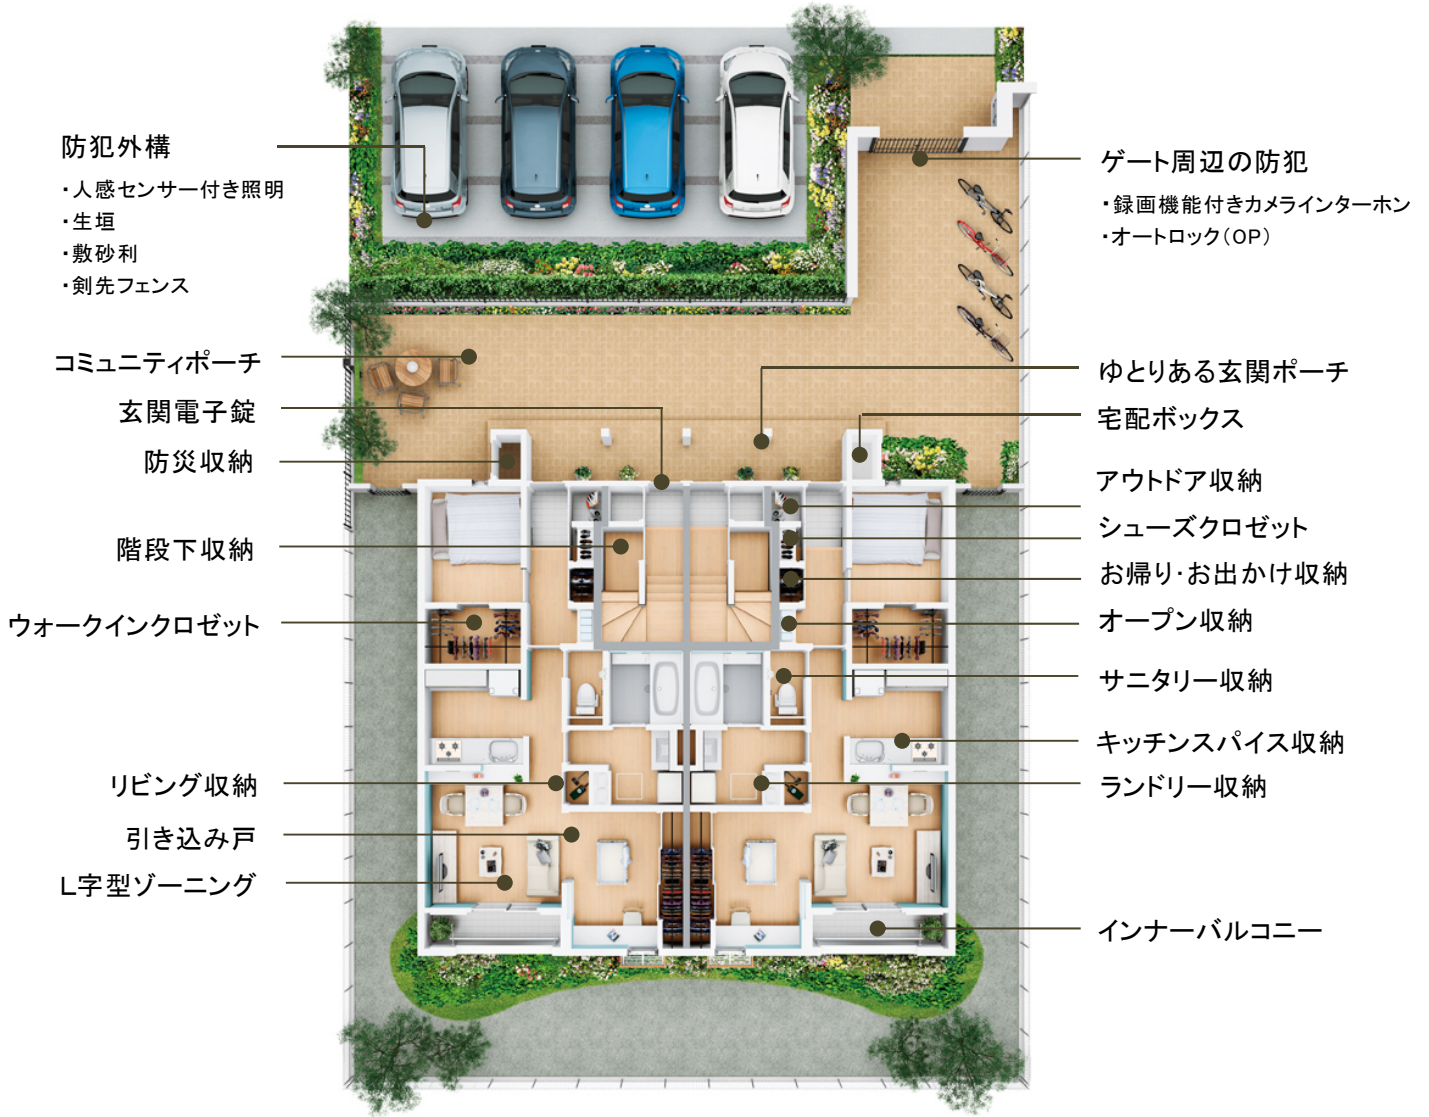 防犯外構
・人感センサー付き照明
・生垣
・敷砂利
・剣先フェンス
コミュニティポーチ
玄関電子錠
防災収納
階段下収納
ウォークインクロゼット
リビング収納
引き込み戸
L字型ゾーニング
ゲート周辺の防犯
・録画機能付きカメラインターホン
・オートロック(OP)
ゆとりある玄関ポーチ
宅配ボックス
アウトドア収納
シューズクロゼット
お帰り・お出かけ収納
オープン収納
サニタリー収納
キッチンスパイス収納
ランドリー収納
インナーバルコニー